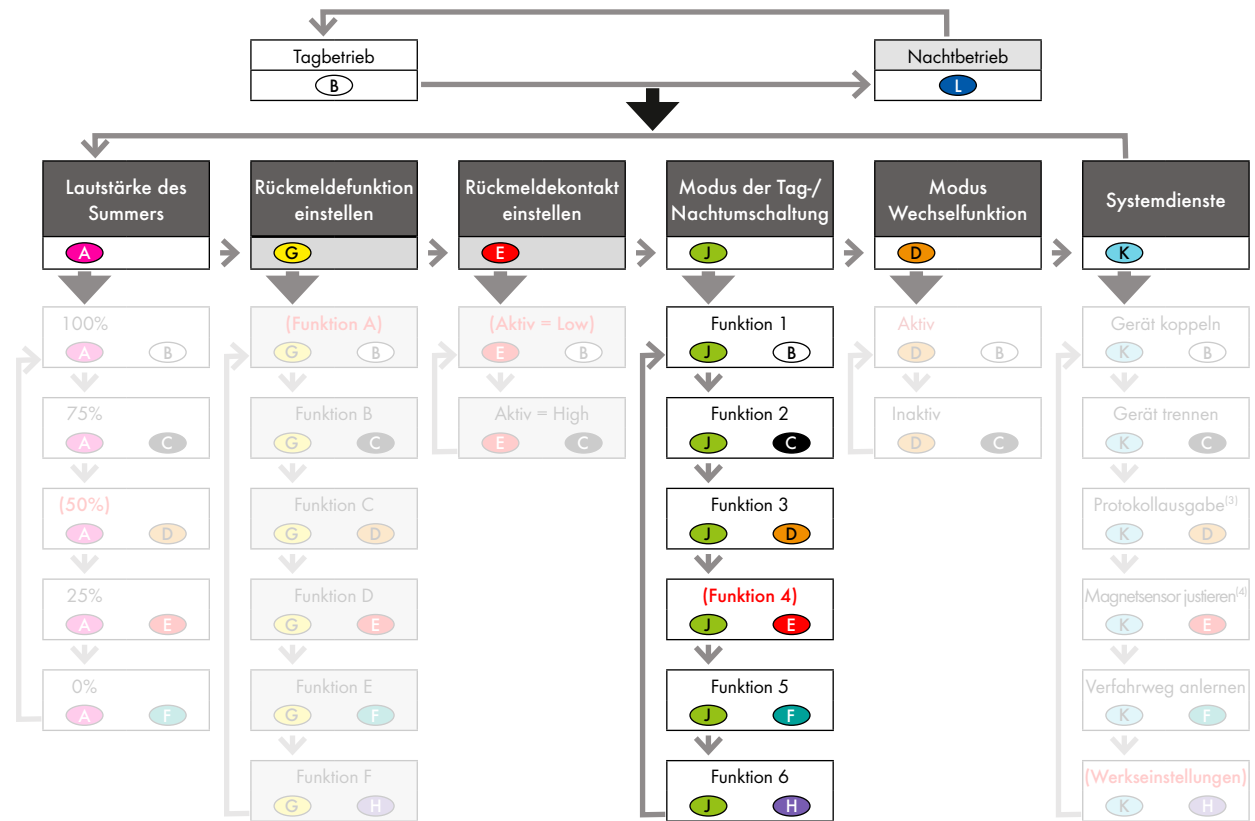 Tagbetrieb
B
Nachtbetrieb
L
Lautstärke des
Summers
A
Rückmeldefunktion
einstellen
G
Rückmeldekontakt
einstellen
E
Modus der Tag-/
Nachtumschaltung
J
Modus
Wechselfunktion
D
Systemdienste
K
100%
A B
75%
A C
(50%)
A D
25%
A E
0%
A F
(Funktion A)
G B
Funktion B
G C
Funktion C
G D
Funktion D
G E
Funktion E
G F
Funktion F
G H
(Aktiv = Low)
E B
Aktiv = High
E C
Funktion 1
J B
Funktion 2
J C
Funktion 3
J D
(Funktion 4)
J E
Funktion 5
J F
Funktion 6
J H
Aktiv
D B
Inaktiv
D C
Gerät koppeln
K B
Gerät trennen
K C
Protokollausgabe(3)
K D
Magnetsensor justieren(4)
K E
Verfahrweg anlernen
K F
(Werkseinstellungen)
K H